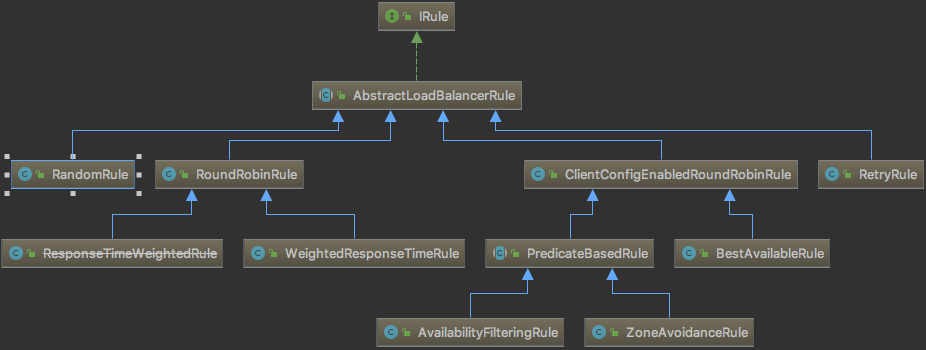 IRule
AbstractLoadBalancerRule
RandomRule
RoundRobinRule
ClientConfigEnabledRoundRobinRule
RetryRule
ResponseTimeWeightedRule
WeightedResponseTimeRule
PredicateBasedRule
BestAvailableRule
AvailabilityFilteringRule
ZoneAvoidanceRule